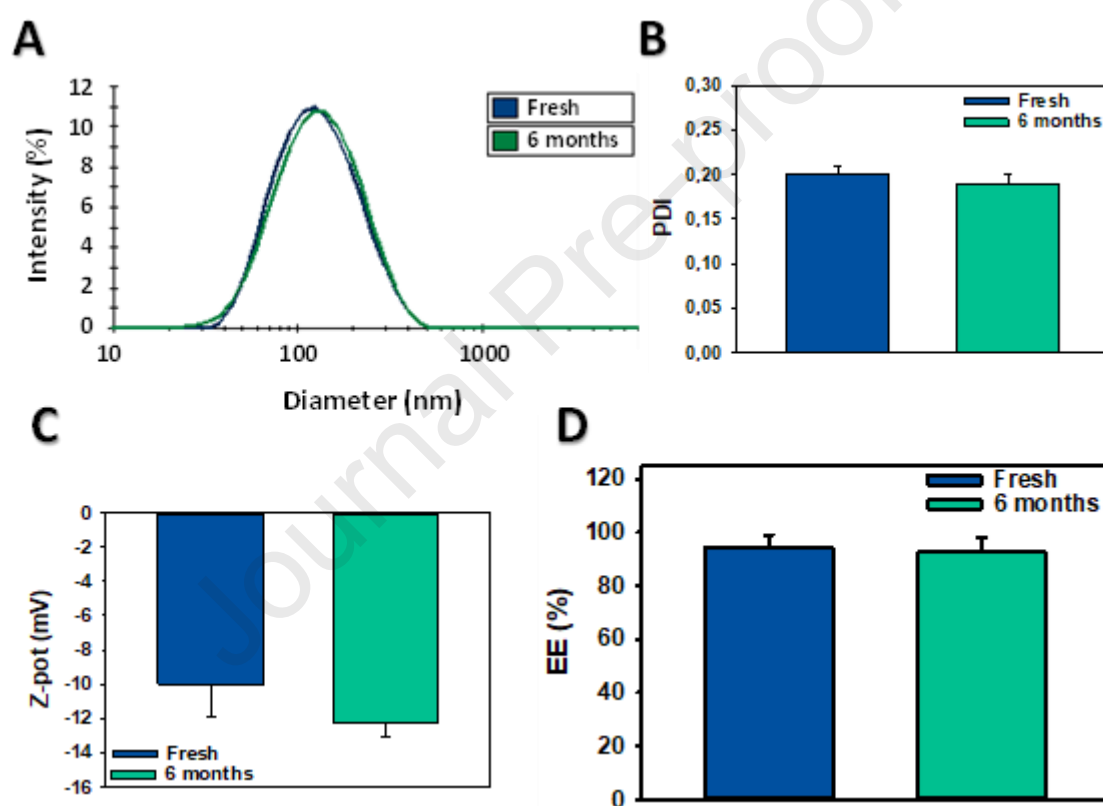 A
Intensity (%)
12
10
8
6
4
2
0
10
100
1000
Diameter (nm)
Fresh
6 months
B
PDI
0,30
0,25
0,20
0,15
0,10
0,05
0,00
Fresh
6 months
C
Z-pot (mV)
0
-2
-4
-6
-8
-10
-12
-14
-16
Fresh
6 months
D
EE (%)
120
100
80
60
40
20
0
Fresh
6 months
Journal Pre-proo